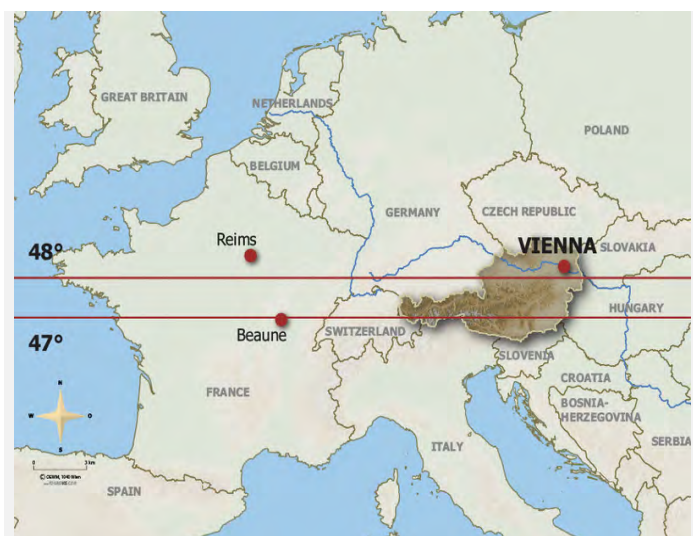 GREAT BRITAIN
NETHERLANDS
POLAND
BELGIUM
GERMANY
CZECH REPUBLIC
Reims
VIENNA
SLOVAKIA
48°
HUNGARY
Beaune
SWITZERLAND
47°
SLOVENIA
CROATIA
FRANCE
BOSNIA-
HERZEGOVINA
N
W
O
S
SERBIA
ITALY
0
SPAIN